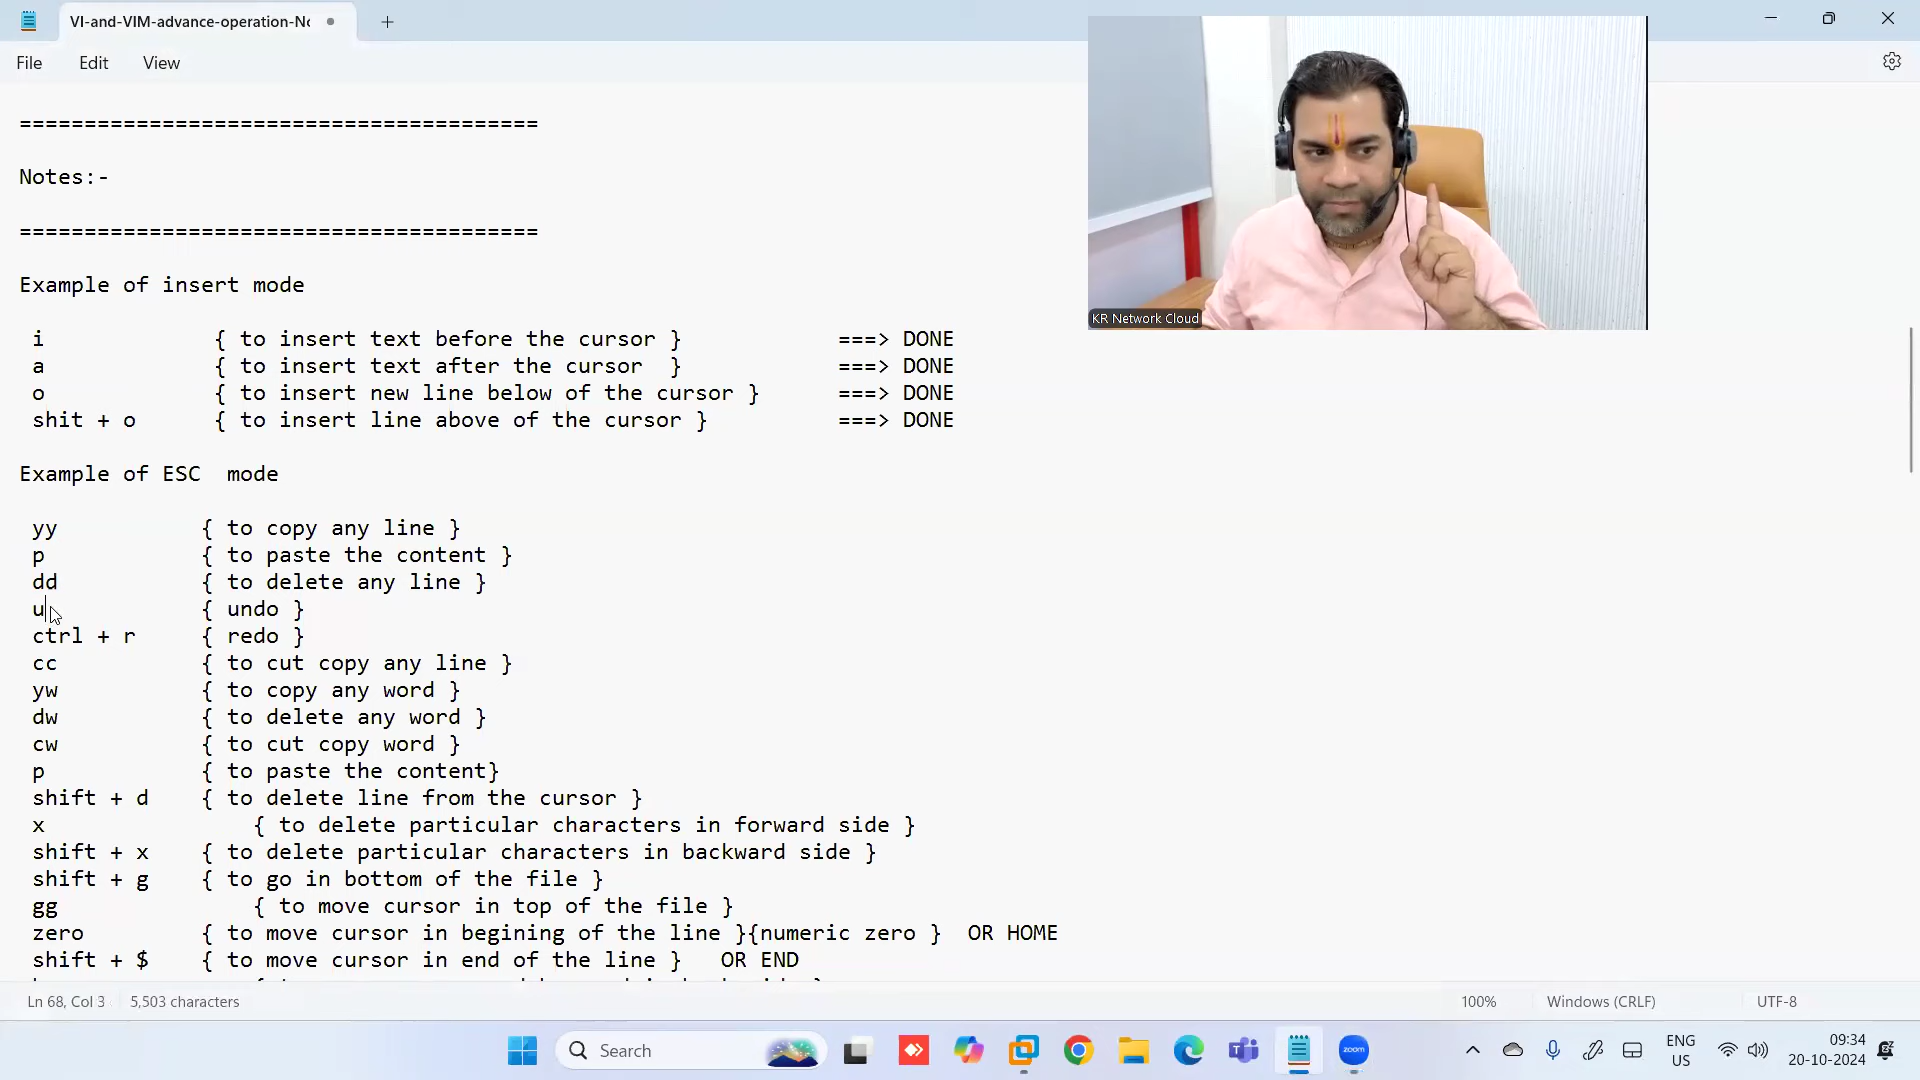 VI-and-VIM-advance-operation-No
File Edit View
========================================
Notes:-
========================================
Example of insert mode
i { to insert text before the cursor } ===> DONE
a { to insert text after the cursor } ===> DONE
o { to insert new line below of the cursor } ===> DONE
shit + o { to insert line above of the cursor } ===> DONE
Example of ESC mode
yy { to copy any line }
p { to paste the content }
dd { to delete any line }
u { undo }
ctrl + r { redo }
cc { to cut copy any line }
yw { to copy any word }
dw { to delete any word }
cw { to cut copy word }
p { to paste the content}
shift + d { to delete line from the cursor }
x { to delete particular characters in forward side }
shift + x { to delete particular characters in backward side }
shift + g { to go in bottom of the file }
gg { to move cursor in top of the file }
zero { to move cursor in begining of the line }{numeric zero } OR HOME
shift + $ { to move cursor in end of the line } OR END
KR Network Cloud
Ln 68, Col 3 5,503 characters 100% Windows (CRLF) UTF-8
Search
zoom
ENG
US
09:34
20-10-2024